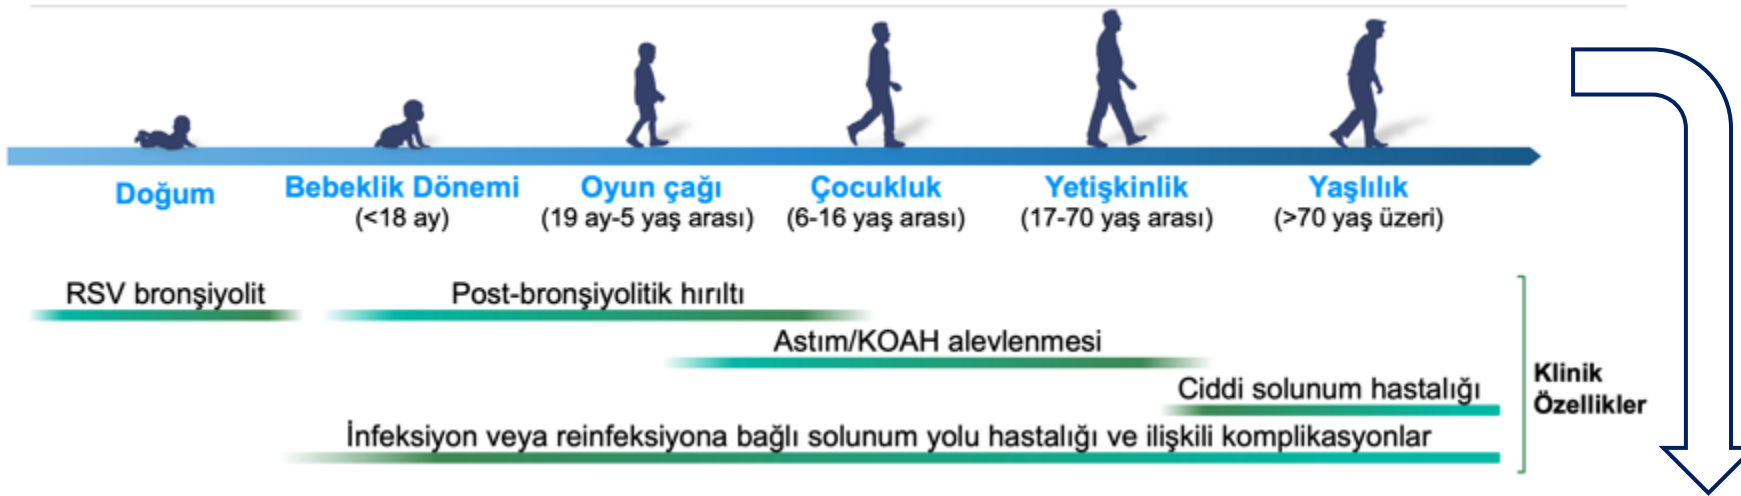 Doğum
Bebeklik Dönemi
(<18 ay)
Oyun çağı
(19 ay-5 yaş arası)
Çocukluk
(6-16 yaş arası)
Yetişkinlik
(17-70 yaş arası)
Yaşlılık
(>70 yaş üzeri)
RSV bronşiyolit
Post-bronşiyolitik hırıltı
Astım/KOAH alevlenmesi
Ciddi solunum hastalığı
İnfeksiyon veya reinfeksiyona bağlı solunum yolu hastalığı ve ilişkili komplikasyonlar
Klinik
Özellikler